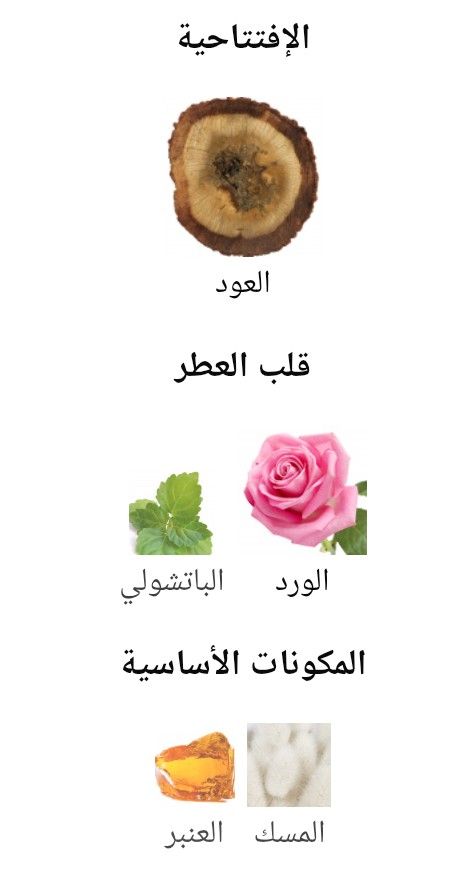 الإفتتاحية
العود
قلب العطر
الورد الباتشولي
المكونات الأساسية
المسك العنبر